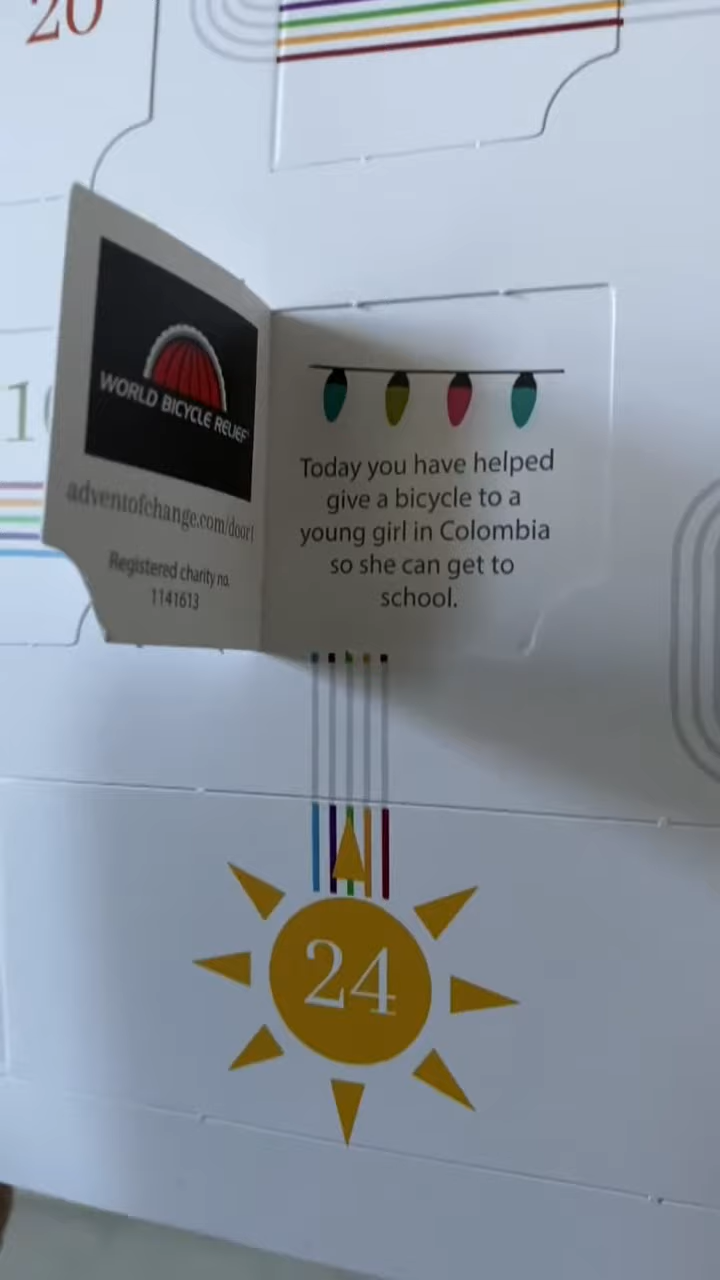 20
WORLD BICYCLE RELIEF
adventofchange.com/door1
Registered charity no.
1141613
Today you have helped
give a bicycle to a
young girl in Colombia
so she can get to
school.
24